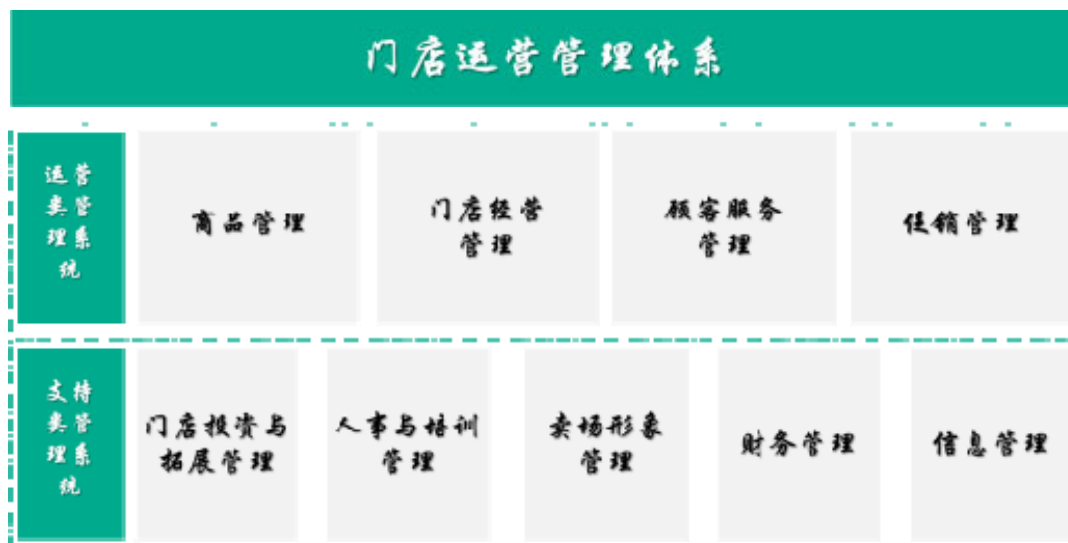 门店运营管理体系
运营
类管
理系
统
商品管理
门店经营
管理
顾客服务
管理
促销管理
支持
类管
理系
统
门店投资与
拓展管理
人事与培训
管理
卖场形象
管理
财务管理
信息管理